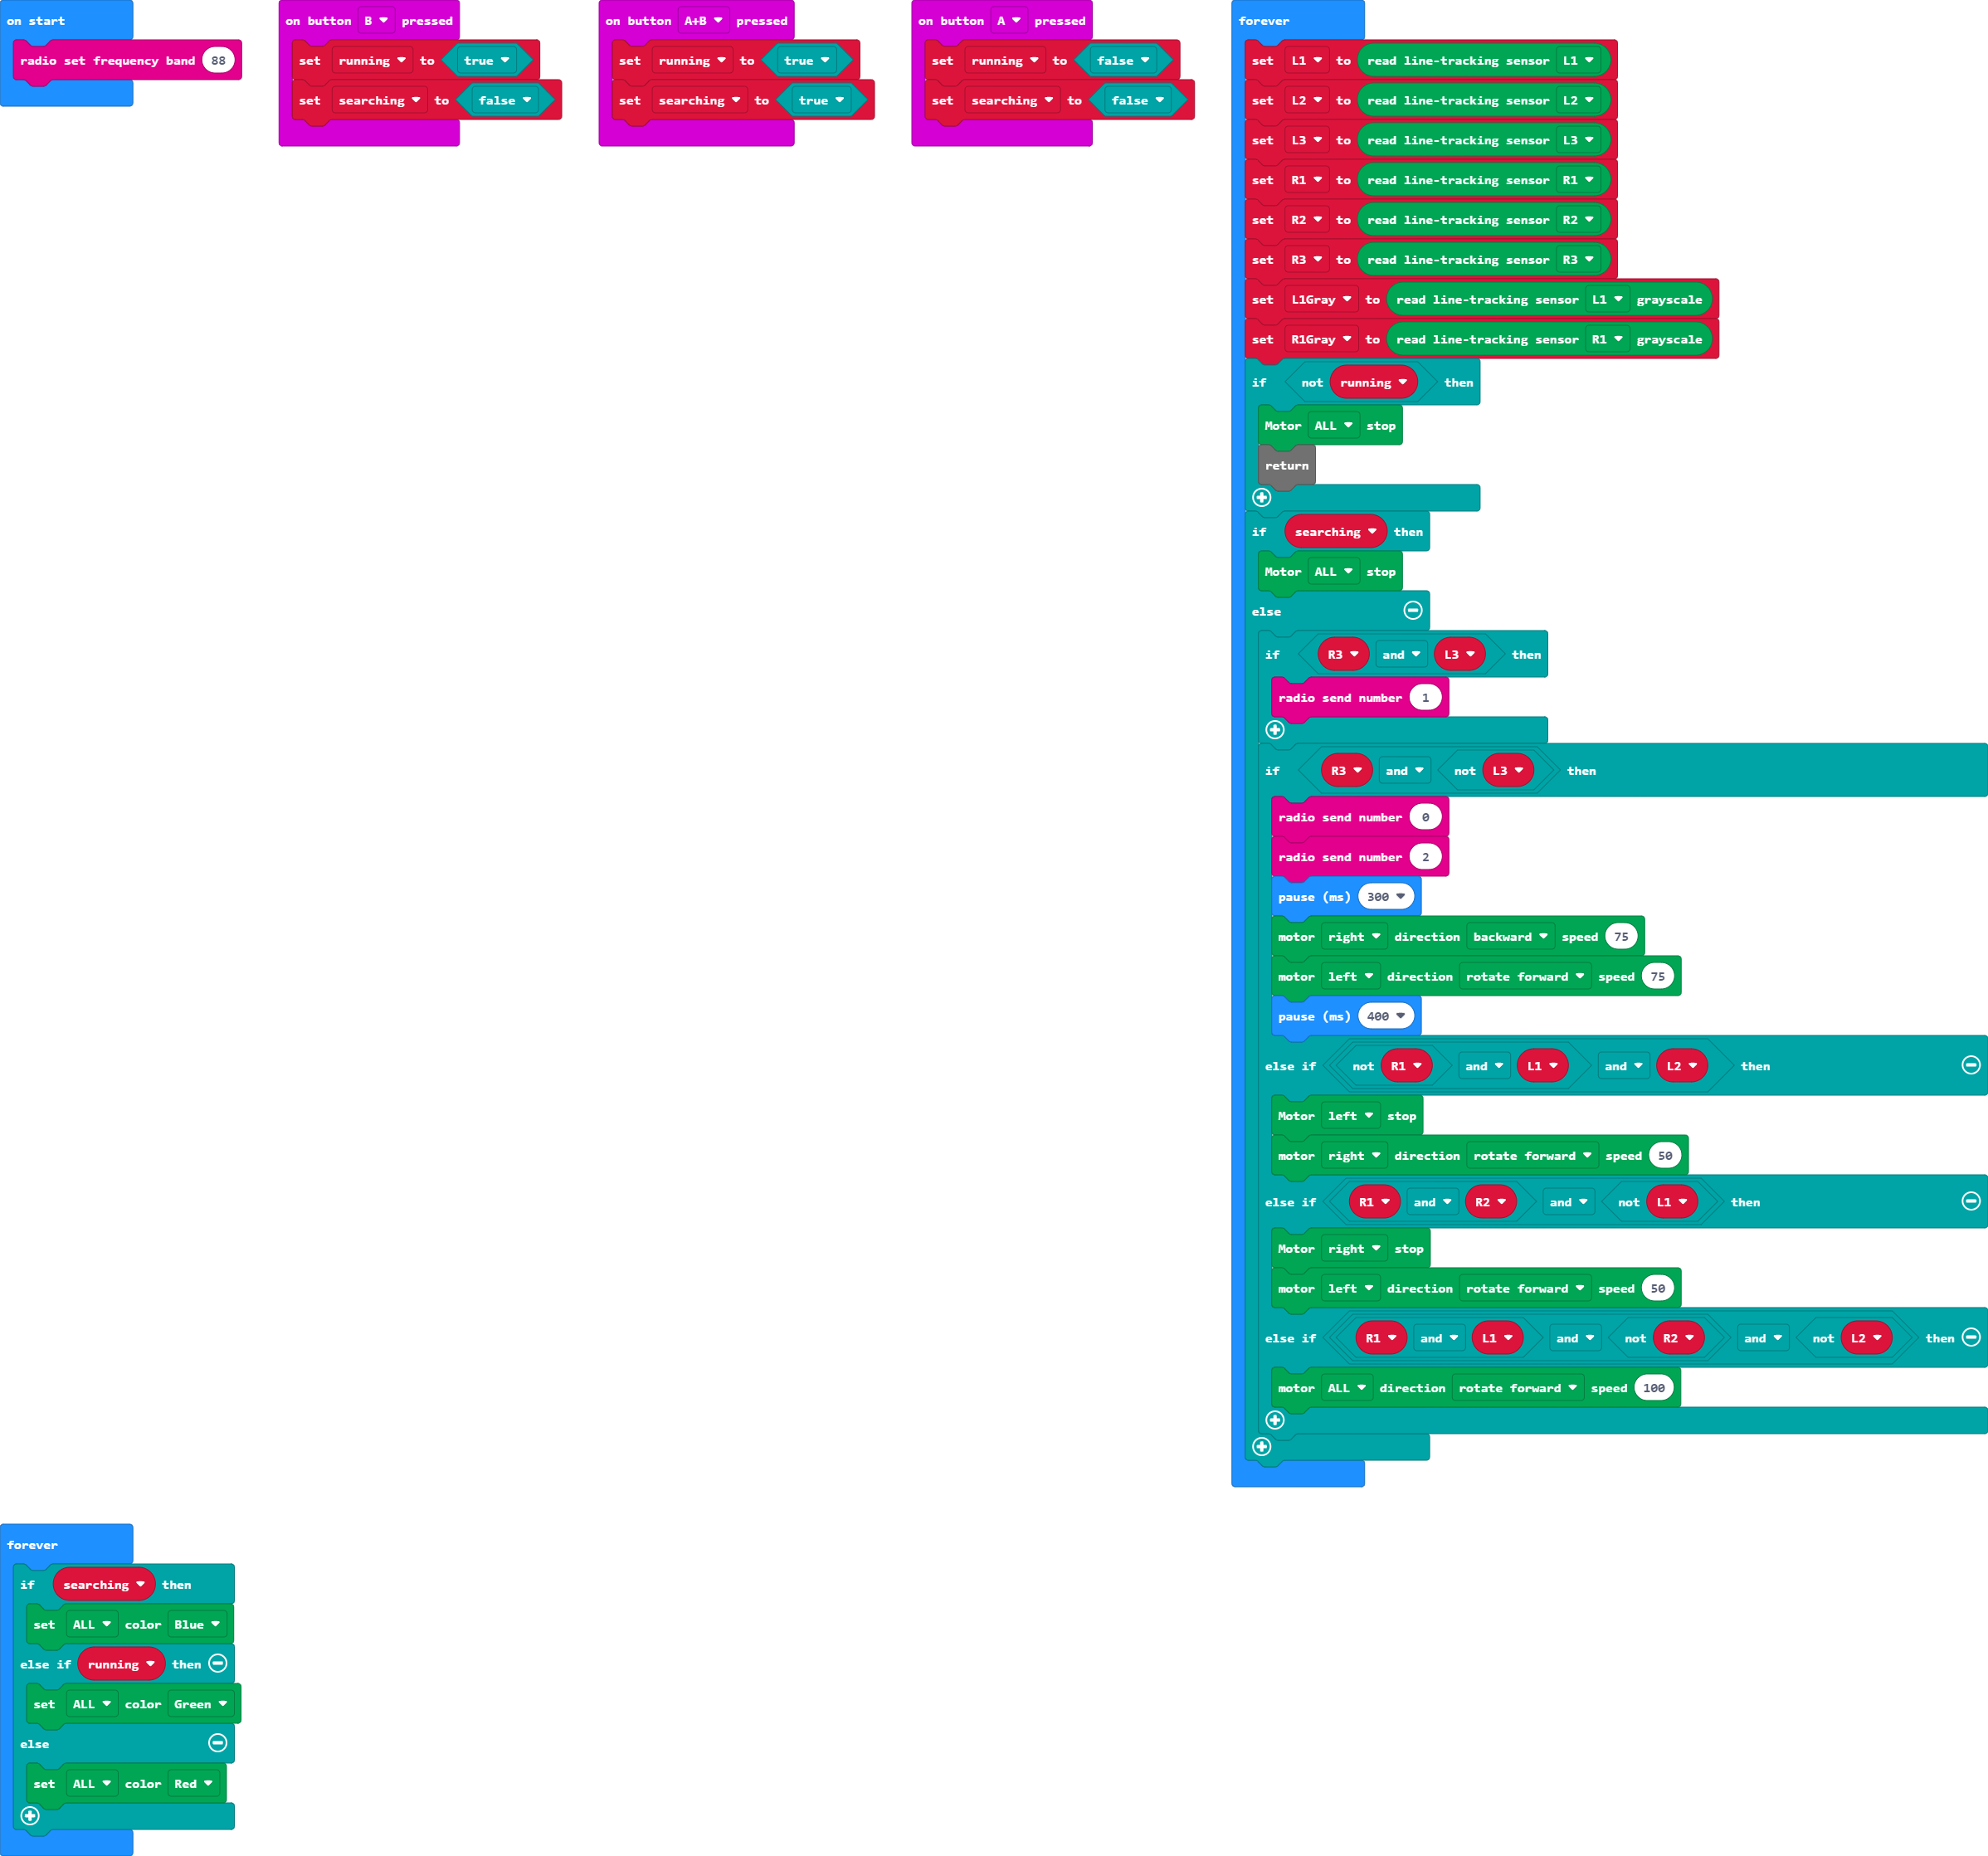 on start
radio set frequency band 88
on button B pressed
set running to true
set searching to false
on button A+B pressed
set running to true
set searching to true
on button A pressed
set running to false
set searching to false
forever
set L1 to read line-tracking sensor L1
set L2 to read line-tracking sensor L2
set L3 to read line-tracking sensor L3
set R1 to read line-tracking sensor R1
set R2 to read line-tracking sensor R2
set R3 to read line-tracking sensor R3
set L1Gray to read line-tracking sensor L1 grayscale
set R1Gray to read line-tracking sensor R1 grayscale
if not running then
Motor ALL stop
return
if searching then
Motor ALL stop
else
if R3 and L3 then
radio send number 1
if R3 and not L3 then
radio send number 0
radio send number 2
pause (ms) 300
motor right direction backward speed 75
motor left direction rotate forward speed 75
pause (ms) 400
else if not R1 and L1 and L2 then
Motor left stop
motor right direction rotate forward speed 50
else if R1 and R2 and not L1 then
Motor right stop
motor left direction rotate forward speed 50
else if R1 and L1 and not R2 and not L2 then
motor ALL direction rotate forward speed 100
forever
if searching then
set ALL color Blue
else if running then
set ALL color Green
else
set ALL color Red